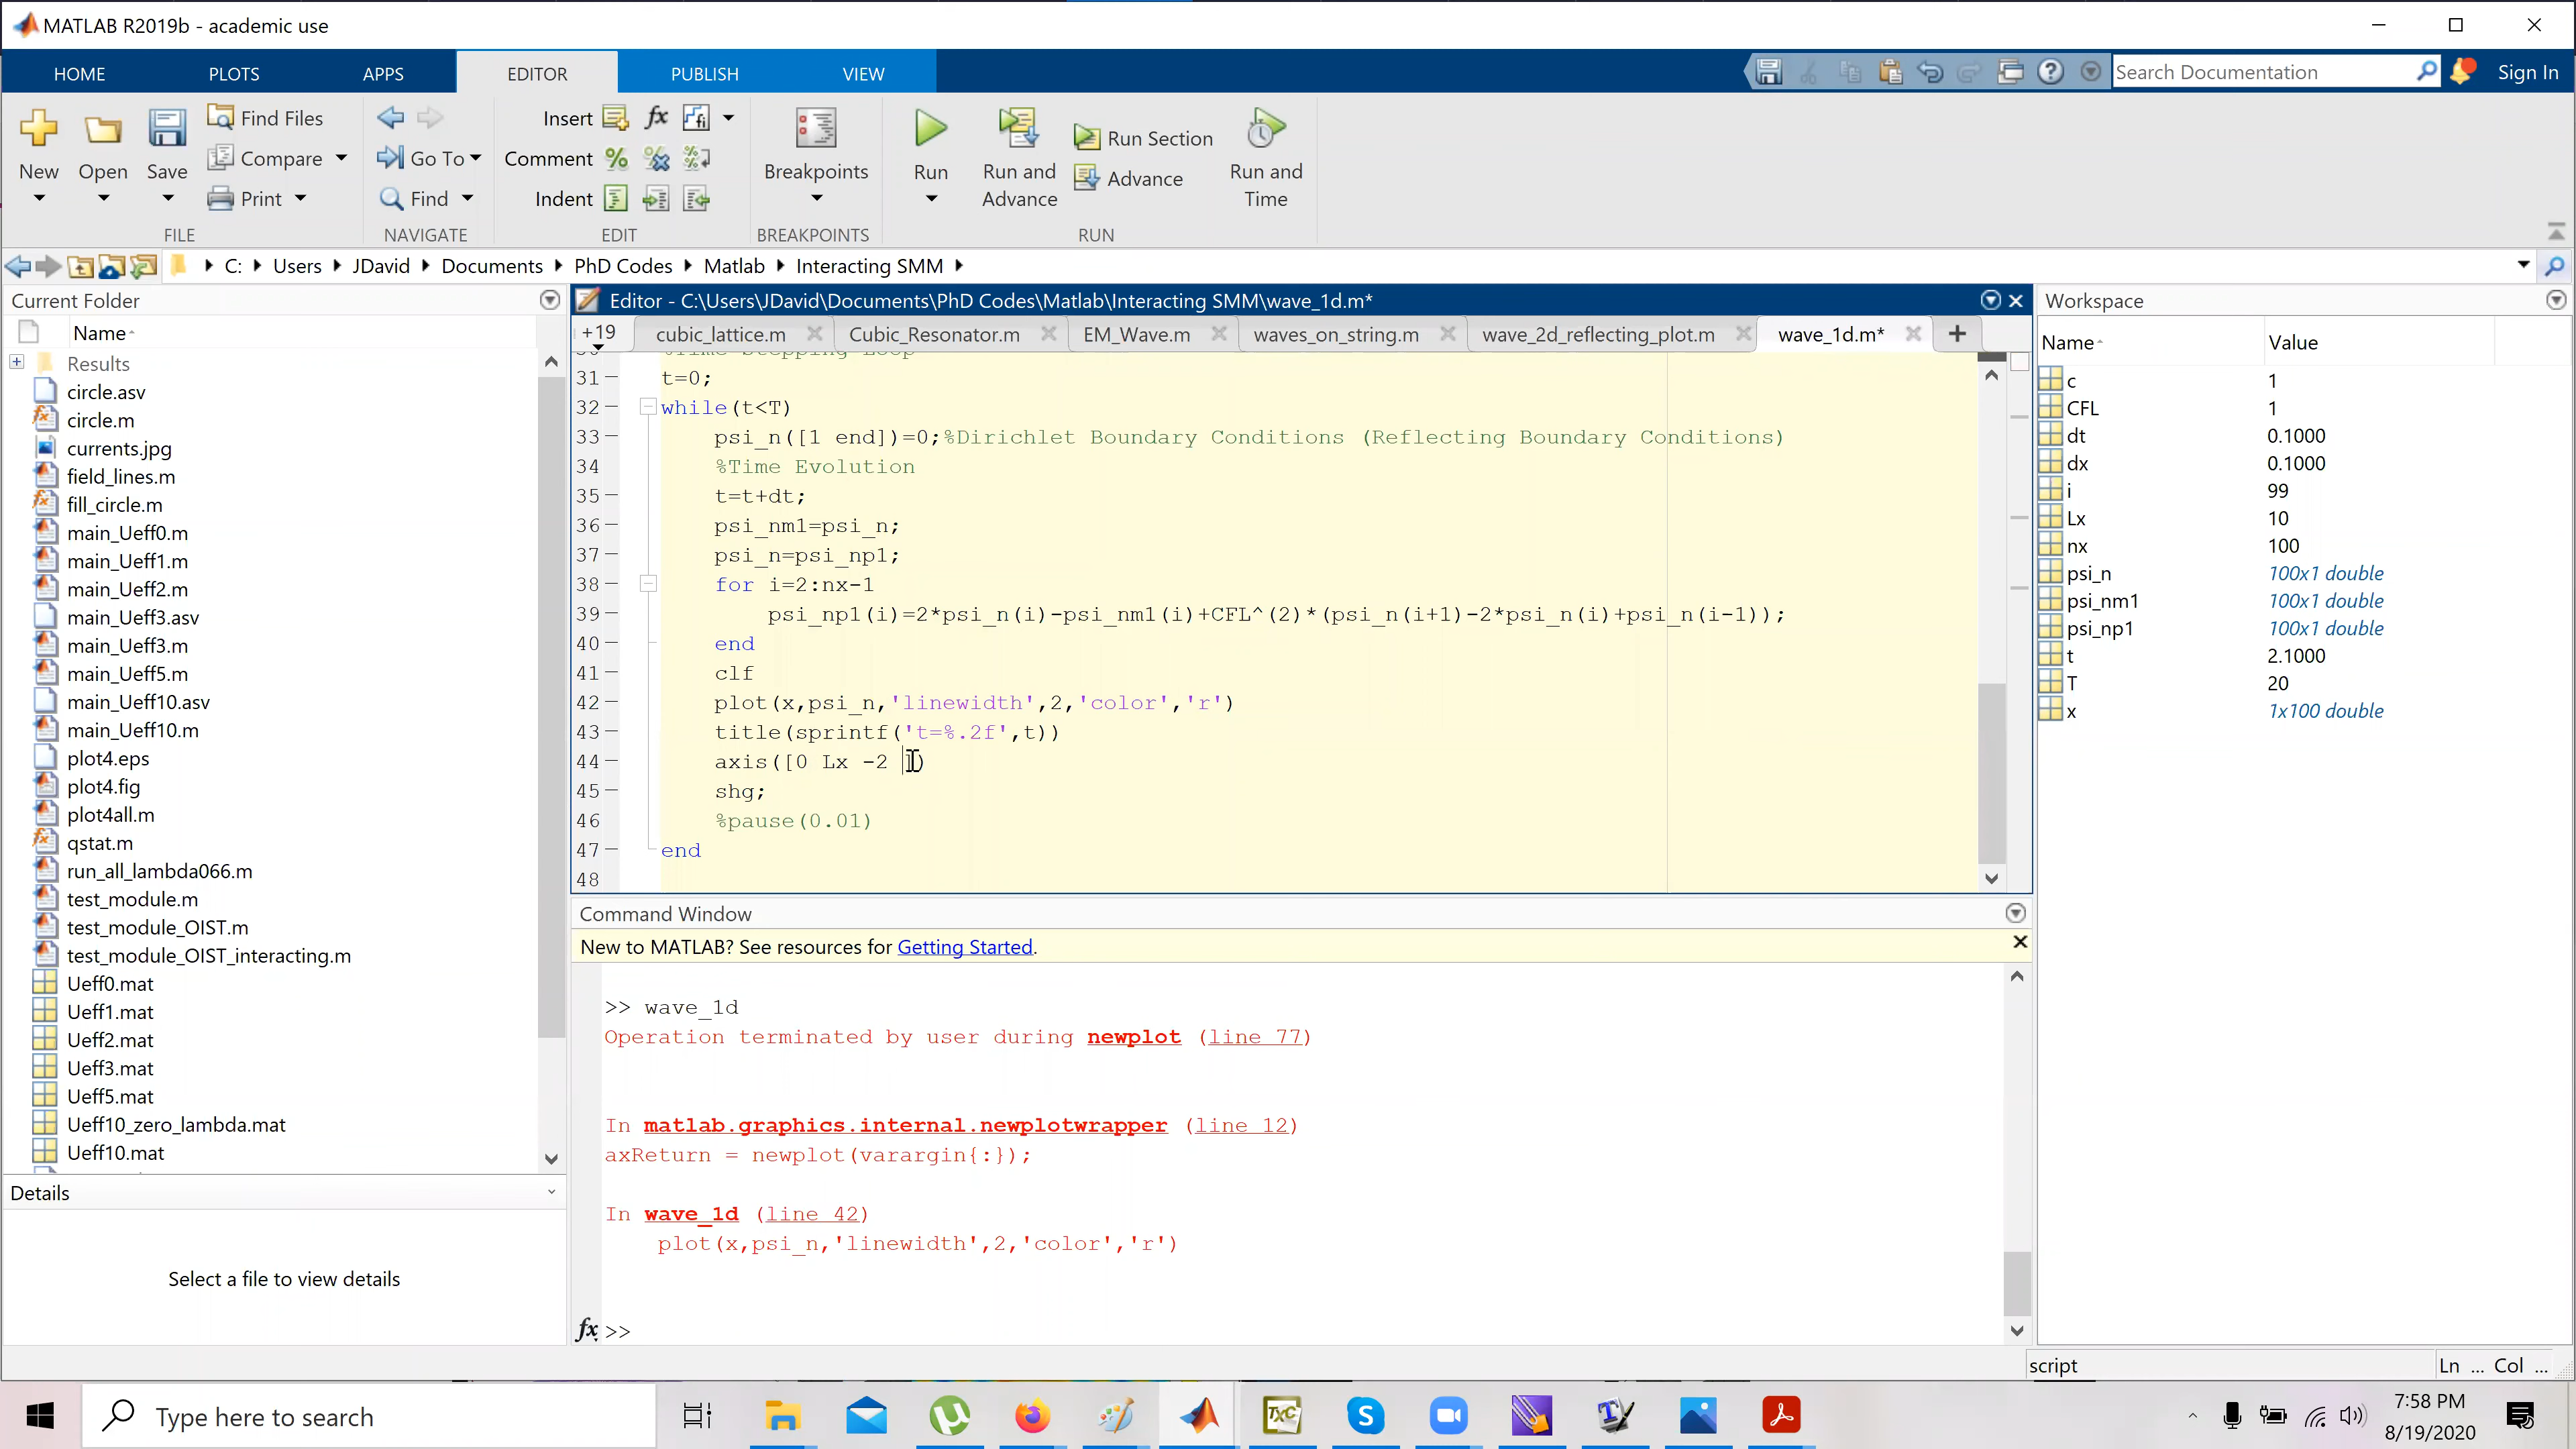 MATLAB R2019b - academic use
HOME PLOTS APPS EDITOR PUBLISH VIEW
Search Documentation
Sign In
New Open Save
Find Files
Compare
Print
FILE
Go To
Find
NAVIGATE
Insert
Comment
Indent
EDIT
Breakpoints
BREAKPOINTS
Run
Run and Advance
Run Section
Advance
Run and Time
RUN
C: Users JDavid Documents PhD Codes Matlab Interacting SMM
Current Folder
Name
Results
circle.asv
circle.m
currents.jpg
field_lines.m
fill_circle.m
main_Ueff0.m
main_Ueff1.m
main_Ueff2.m
main_Ueff3.asv
main_Ueff3.m
main_Ueff5.m
main_Ueff10.asv
main_Ueff10.m
plot4.eps
plot4.fig
plot4all.m
qstat.m
run_all_lambda066.m
test_module.m
test_module_OIST.m
test_module_OIST_interacting.m
Ueff0.mat
Ueff1.mat
Ueff2.mat
Ueff3.mat
Ueff5.mat
Ueff10_zero_lambda.mat
Ueff10.mat
Details
Select a file to view details
Editor - C:\Users\JDavid\Documents\PhD Codes\Matlab\Interacting SMM\wave_1d.m*
+19 cubic_lattice.m Cubic_Resonator.m EM_Wave.m waves_on_string.m wave_2d_reflecting_plot.m wave_1d.m*
30 %Time Stepping Loop
31 t=0;
32 while(t<T)
33 psi_n([1 end])=0;%Dirichlet Boundary Conditions (Reflecting Boundary Conditions)
34 %Time Evolution
35 t=t+dt;
36 psi_nm1=psi_n;
37 psi_n=psi_np1;
38 for i=2:nx-1
39 psi_np1(i)=2*psi_n(i)-psi_nm1(i)+CFL^(2)*(psi_n(i+1)-2*psi_n(i)+psi_n(i-1));
40 end
41 clf
42 plot(x,psi_n,'linewidth',2,'color','r')
43 title(sprintf('t=%.2f',t))
44 axis([0 Lx -2 ])
45 shg;
46 %pause(0.01)
47 end
48
Command Window
New to MATLAB? See resources for Getting Started.
>> wave_1d
Operation terminated by user during newplot (line 77)
In matlab.graphics.internal.newplotwrapper (line 12)
axReturn = newplot(varargin{:});
In wave_1d (line 42)
plot(x,psi_n,'linewidth',2,'color','r')
fx >>
Workspace
Name Value
c 1
CFL 1
dt 0.1000
dx 0.1000
i 99
Lx 10
nx 100
psi_n 100x1 double
psi_nm1 100x1 double
psi_np1 100x1 double
t 2.1000
T 20
x 1x100 double
script
Ln ... Col ...
Type here to search
7:58 PM
8/19/2020